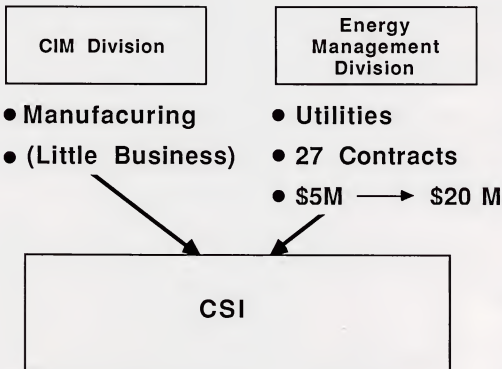 CIM Division
Energy
Management
Division
• Manufacuring
• (Little Business)
• Utilities
• 27 Contracts
• $5M → $20 M
CSI